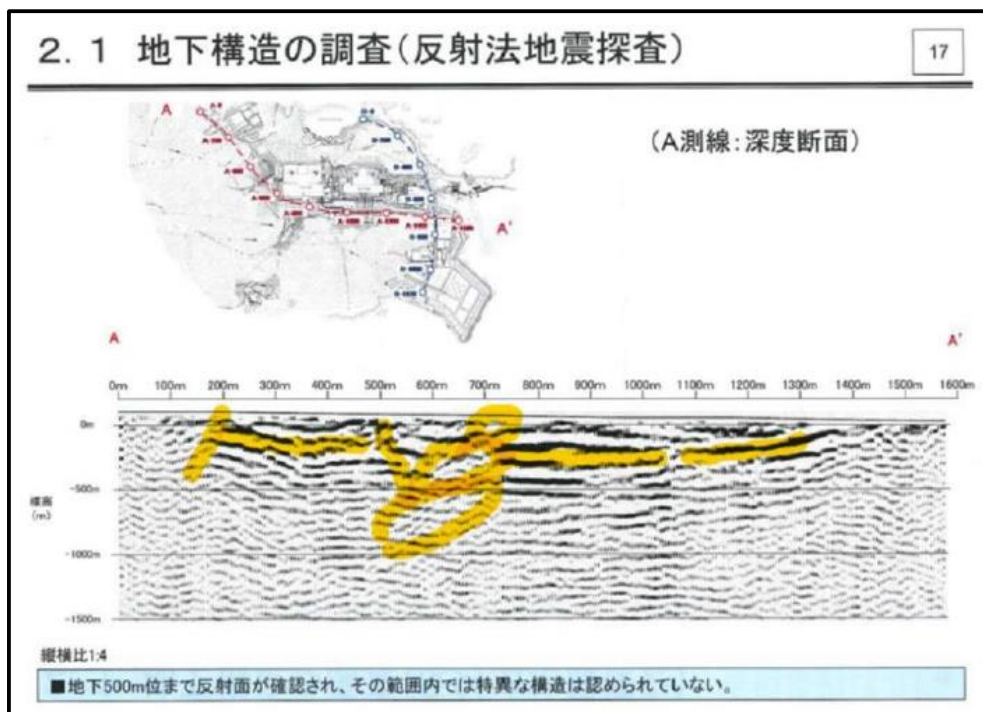 2.1 地下構造の調査(反射法地震探査)
17
(A測線:深度断面)
A
A'
A
A'
0m 100m 200m 300m 400m 500m 600m 700m 800m 900m 1000m 1100m 1200m 1300m 1400m 1500m 1600m
0m
-500m
標高
(m)
-1000m
-1500m
縦横比1:4
■地下500m位まで反射面が確認され、その範囲内では特異な構造は認められていない。